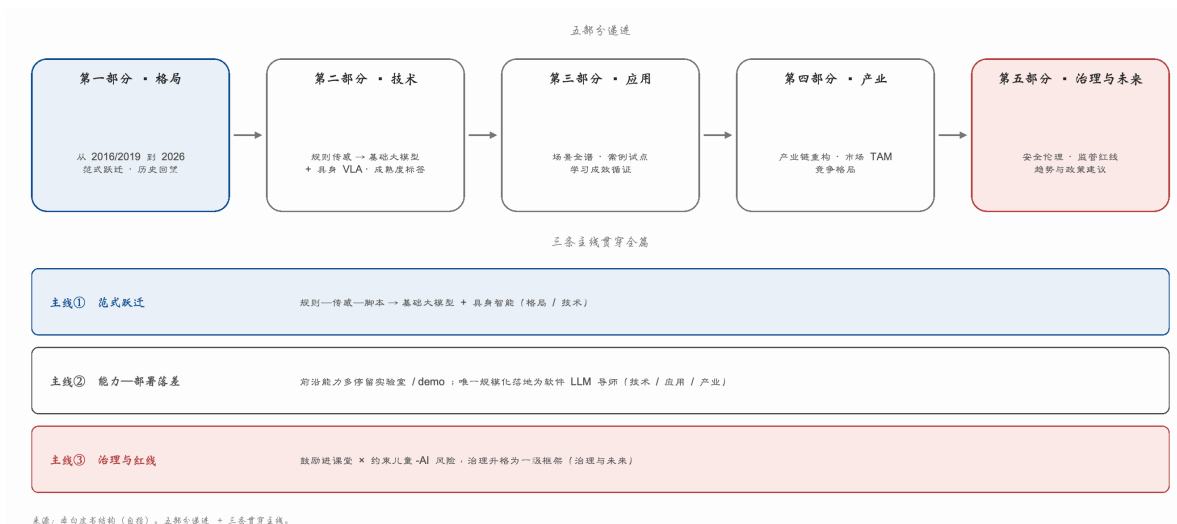 五部分递进
第一部分 · 格局
从 2016/2019 到 2026
范式跃迁 · 历史回望
第二部分 · 技术
规则传感 → 基础大模型
+ 具身 VLA · 成熟度标答
第三部分 · 应用
场景全谱 · 案例试点
学习成效循证
第四部分 · 产业
产业链重构 · 市场 TAM
竞争格局
第五部分 · 治理与未来
安全伦理 · 监管红线
趋势与政策建议
三条主线贯穿全篇
主线① 范式跃迁
规则—传感—脚本 → 基础大模型 + 具身智能（格局 / 技术）
主线② 能力—部署落差
前沿能力多停留实验室 / demo ；唯一规模化落地为软件 LLM 导师（技术 / 应用 / 产业）
主线③ 治理与红线
鼓励进课堂 × 约束儿童-AI 风险，治理升格为一级框架（治理与未来）
来源：本白皮书结构（自指）。五部分递进 + 三条贯穿主线。